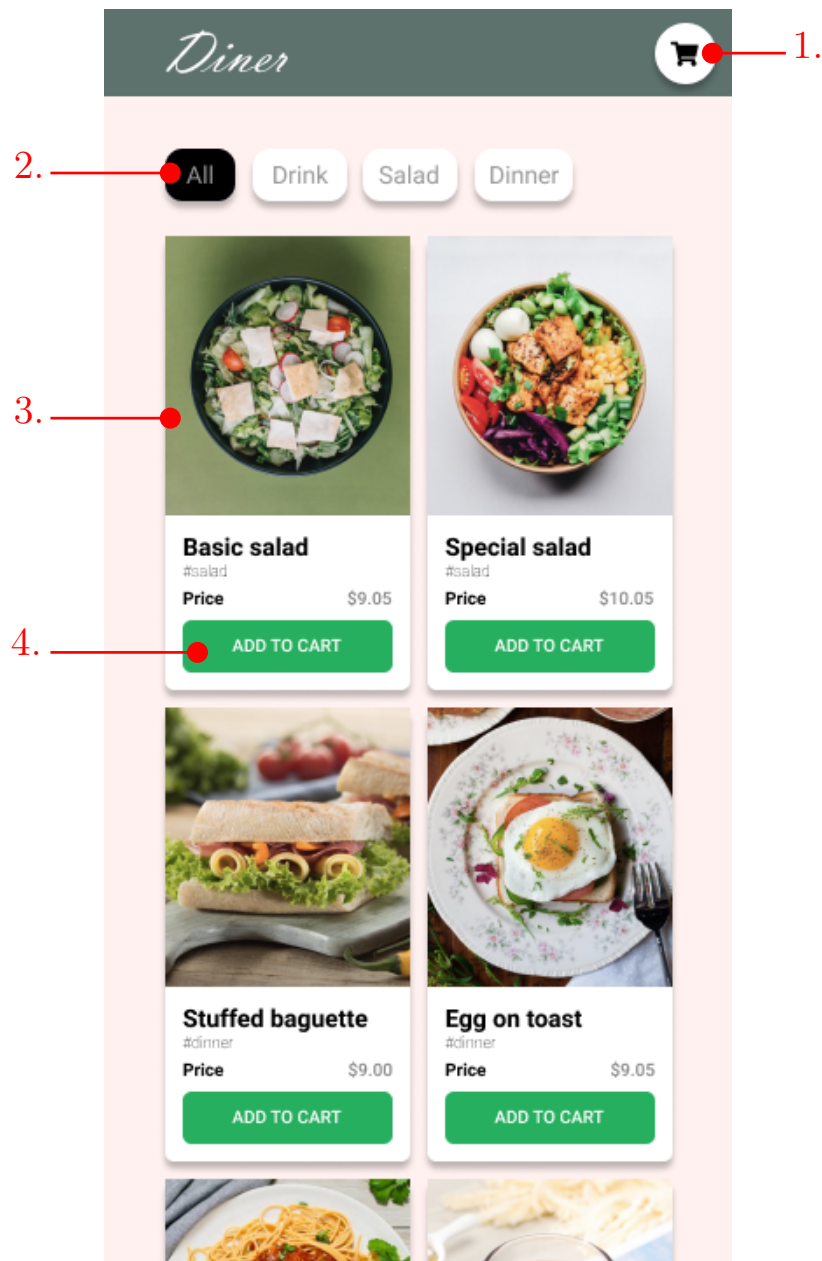 Diner
1.
2.
All Drink Salad Dinner
3.
Basic salad Special salad
#salad #salad
Price $9.05 Price $10.05
4.
ADD TO CART ADD TO CART
Stuffed baguette Egg on toast
#dinner #dinner
Price $9.00 Price $9.05
ADD TO CART ADD TO CART